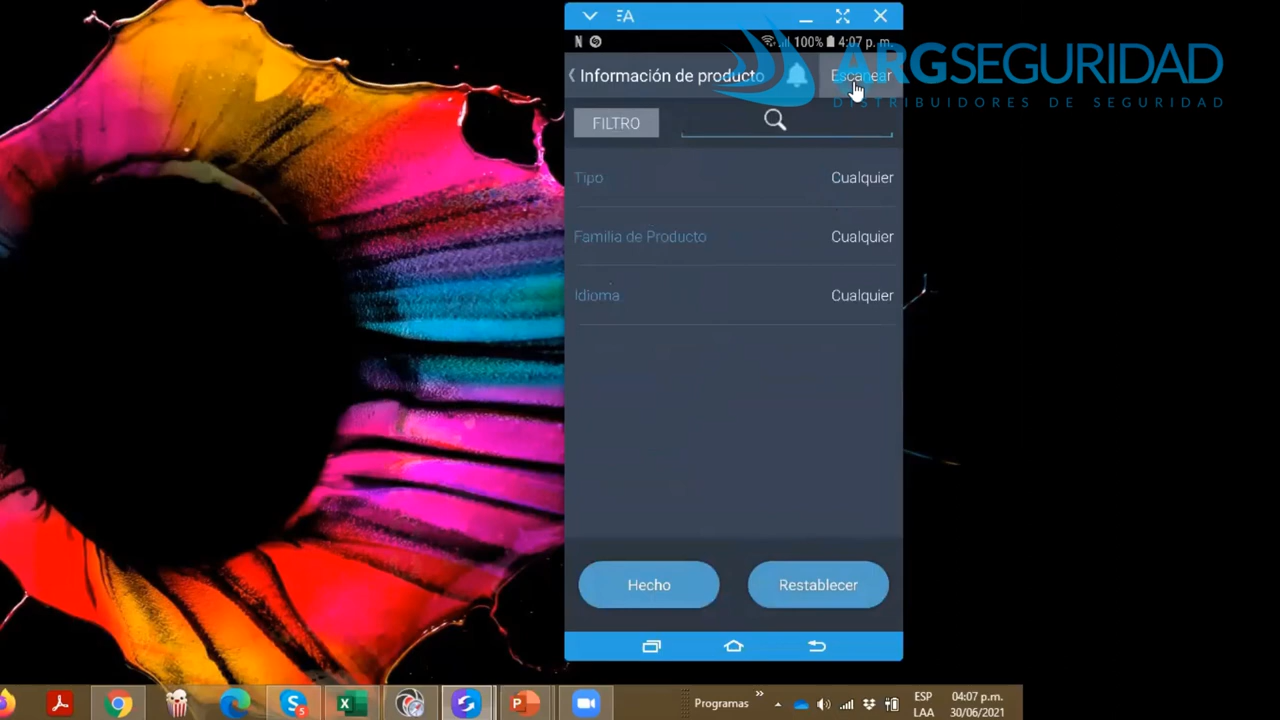 100% 4:07 p. m.
ARGSEGURIDAD
DISTRIBUIDORES DE SEGURIDAD
Información de producto
Escanear
FILTRO
Tipo
Cualquier
Familia de Producto
Cualquier
Idioma
Cualquier
Hecho
Restablecer
Programas
ESP
LAA
04:07 p.m.
30/06/2021